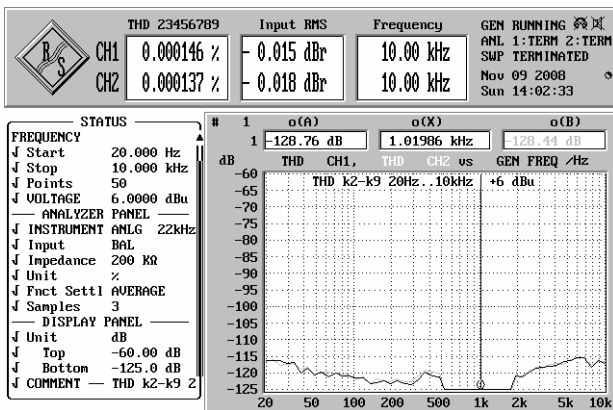 THD 23456789 Input RMS Frequency
GEN RUNNING
R S
CH1 0.000146 % - 0.015 dBr 10.00 kHz
ANL 1:TERM 2:TERM
SWP TERMINATED
CH2 0.000137 % - 0.018 dBr 10.00 kHz
Nov 09 2008
Sun 14:02:33
STATUS
FREQUENCY
Start 20.000 Hz
Stop 10.000 kHz
Points 50
VOLTAGE 6.0000 dBu
ANALYZER PANEL
INSTRUMENT ANLG 22kHz
Input BAL
Impedance 200 KΩ
Unit %
Fnct Settl AVERAGE
Samples 3
DISPLAY PANEL
Unit dB
Top -60.00 dB
Bottom -125.0 dB
COMMENT — THD k2-k9 2
# 1 o(A) o(X) o(B)
1 -128.76 dB 1.01986 kHz -128.44 dB
dB THD CH1, THD CH2 vs GEN FREQ /Hz
THD k2-k9 20Hz..10kHz +6 dBu
-60
-65
-70
-75
-80
-85
-90
-95
-100
-105
-110
-115
-120
-125
20 50 100 200 500 1k 2k 5k 10k